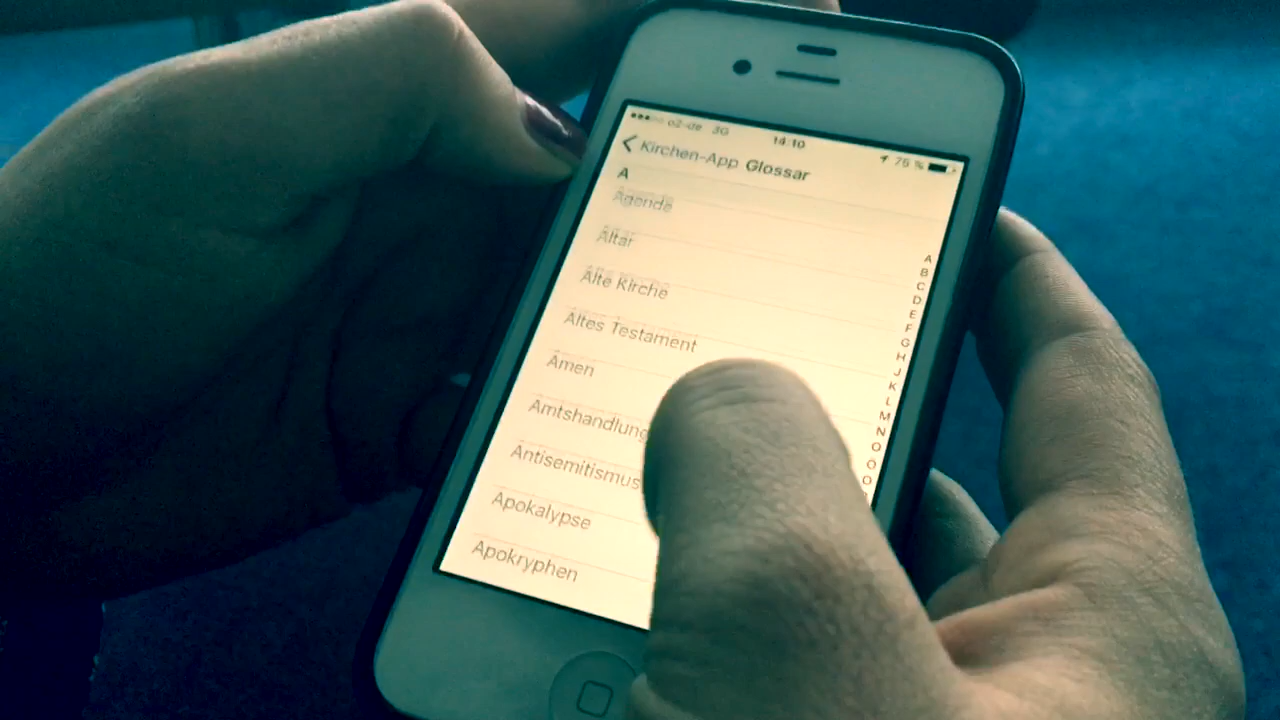 o2-de 3G 14:10 75 %
Kirchen-App Glossar
A
Agende
Altar
Alte Kirche
Altes Testament
Amen
Amtshandlung
Antisemitismus
Apokalypse
Apokryphen
A
B
C
D
E
F
G
H
J
K
L
M
N
O
Ö